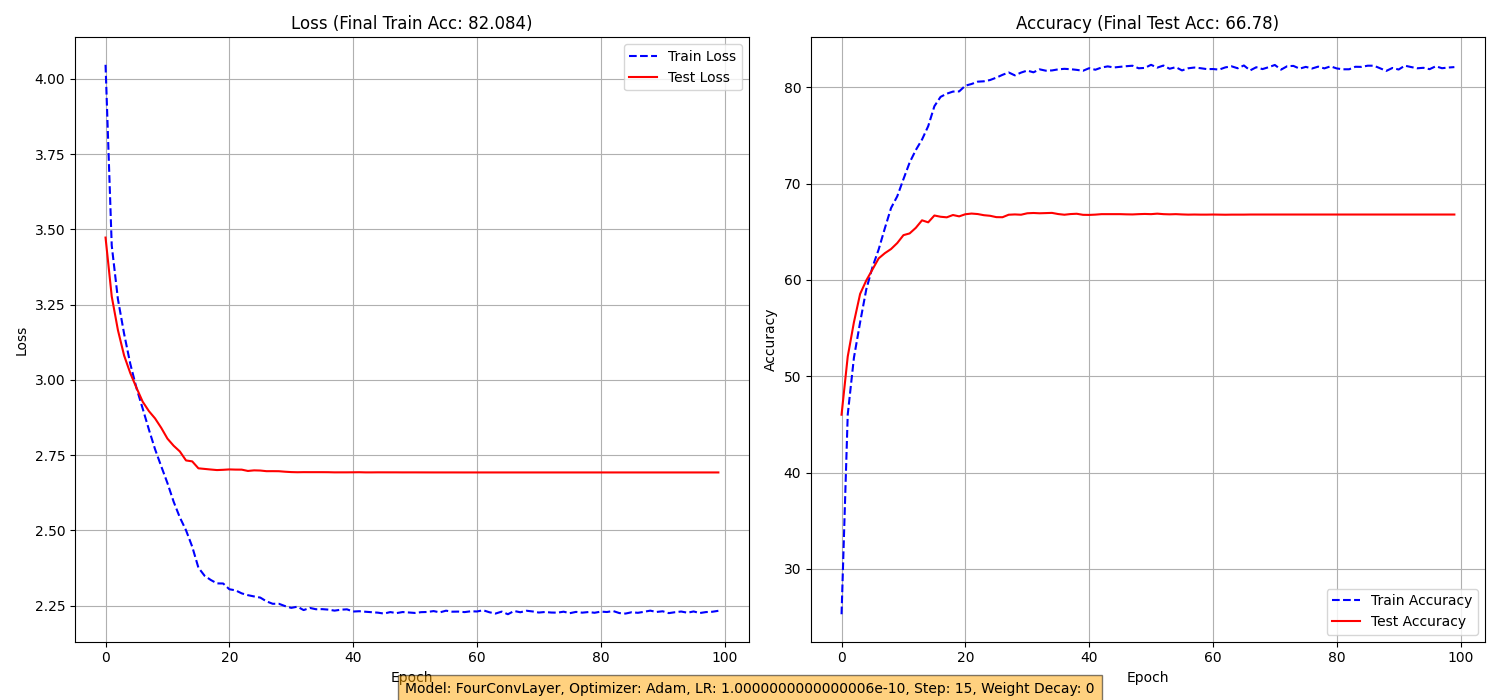 Loss (Final Train Acc: 82.084)
Train Loss
Test Loss
4.00
3.75
3.50
3.25
3.00
2.75
2.50
2.25
Loss
0 20 40 60 80 100
Epoch
Accuracy (Final Test Acc: 66.78)
80
70
60
50
40
30
Accuracy
Train Accuracy
Test Accuracy
0 20 40 60 80 100
Epoch
Model: FourConvLayer, Optimizer: Adam, LR: 1.0000000000000006e-10, Step: 15, Weight Decay: 0